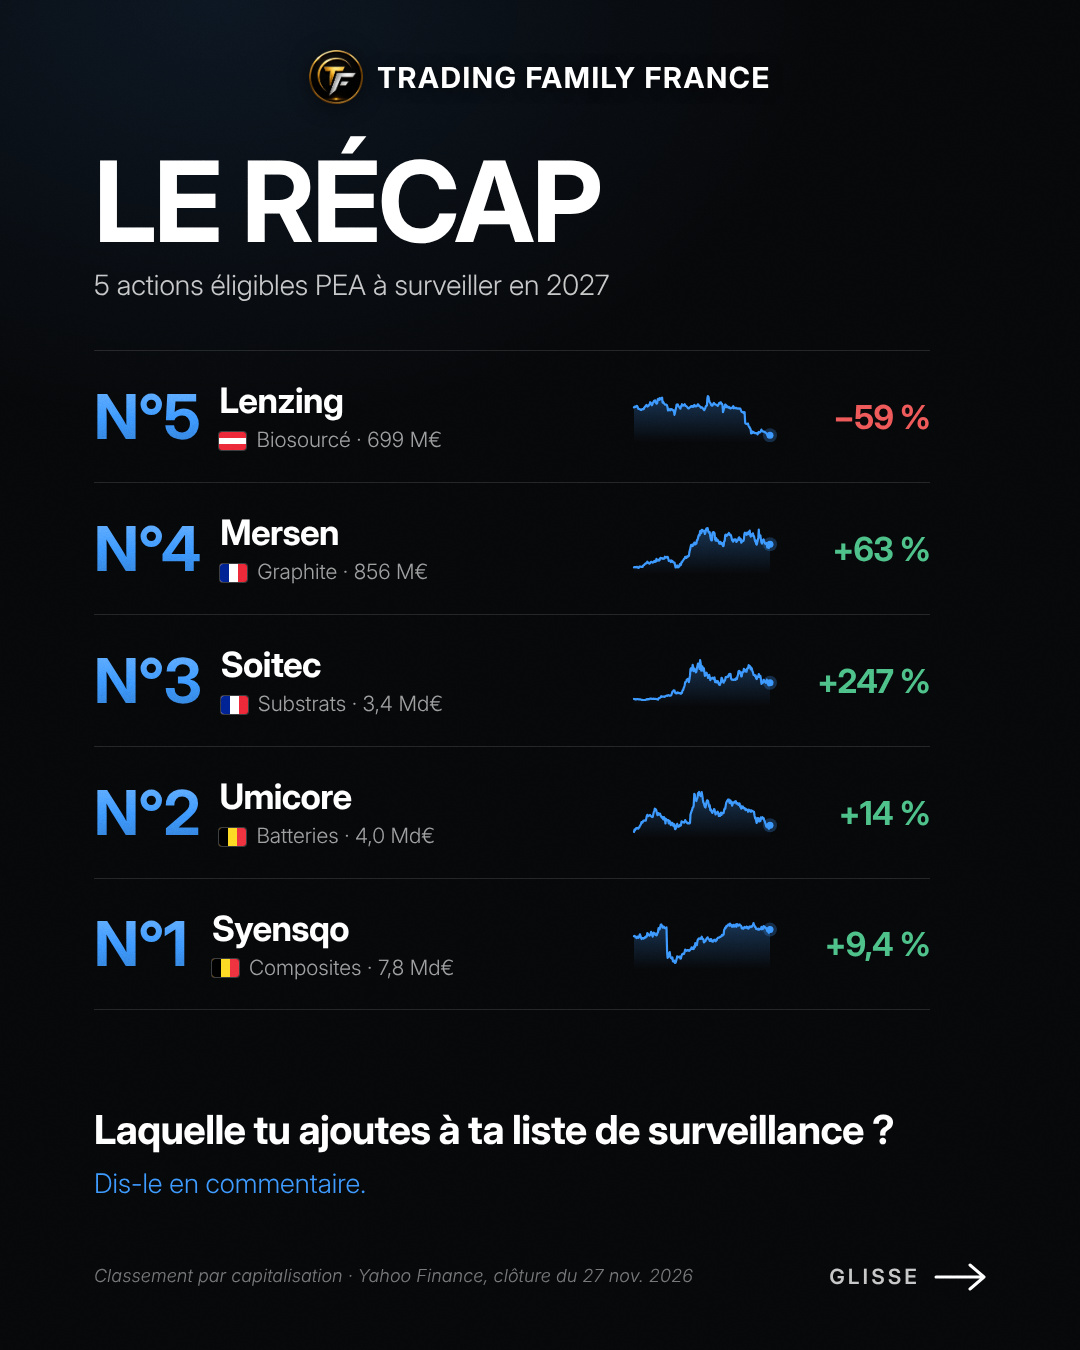 TF TRADING FAMILY FRANCE
LE RÉCAP
5 actions éligibles PEA à surveiller en 2027
N°5 Lenzing −59 %
Biosourcé · 699 M€
N°4 Mersen +63 %
Graphite · 856 M€
N°3 Soitec +247 %
Substrats · 3,4 Md€
N°2 Umicore +14 %
Batteries · 4,0 Md€
N°1 Syensqo +9,4 %
Composites · 7,8 Md€
Laquelle tu ajoutes à ta liste de surveillance ?
Dis-le en commentaire.
Classement par capitalisation · Yahoo Finance, clôture du 27 nov. 2026
GLISSE